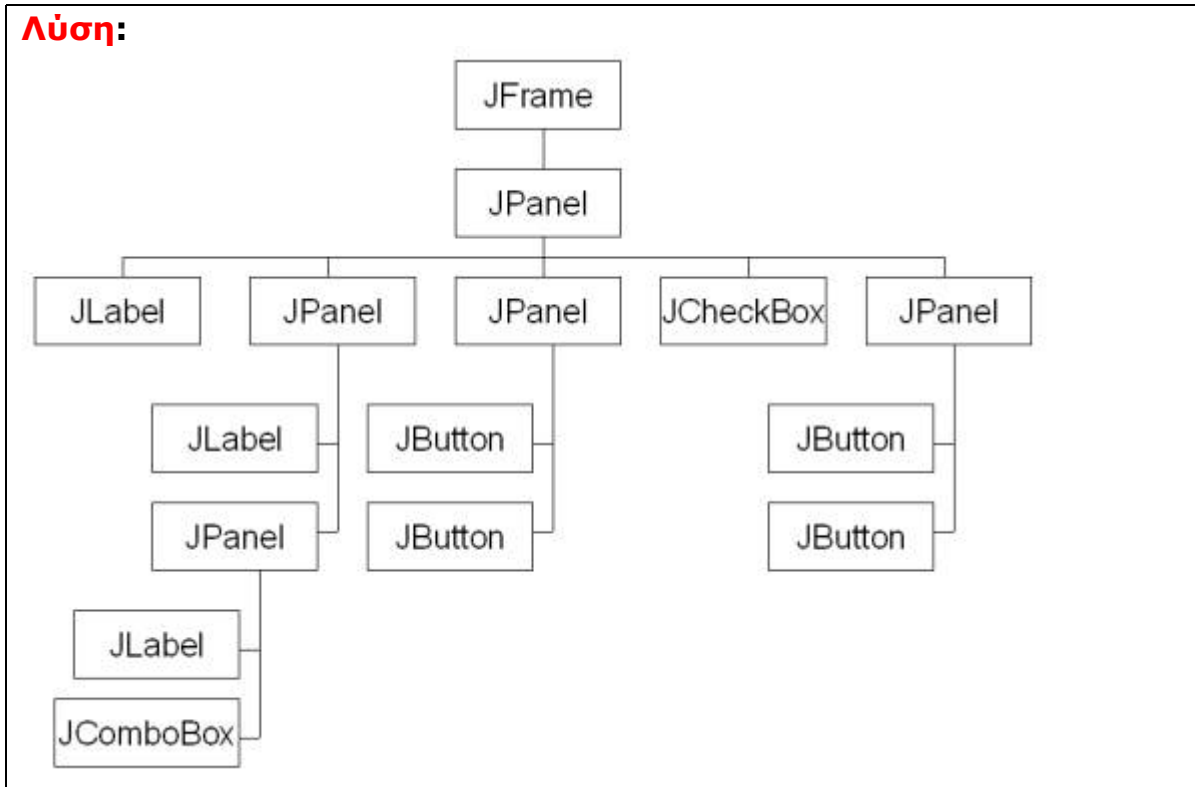 Λύση:
JFrame
JPanel
JLabel
JPanel
JPanel
JCheckBox
JPanel
JLabel
JButton
JButton
JPanel
JButton
JButton
JLabel
JComboBox